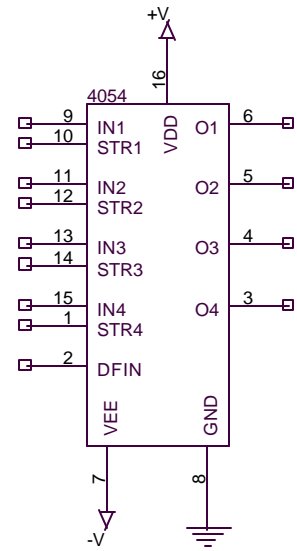 +V
16
4054
VDD
9 IN1 O1 6
10 STR1
11 IN2 O2 5
12 STR2
13 IN3 O3 4
14 STR3
15 IN4 O4 3
1 STR4
2 DFIN
VEE GND
7 8
-V